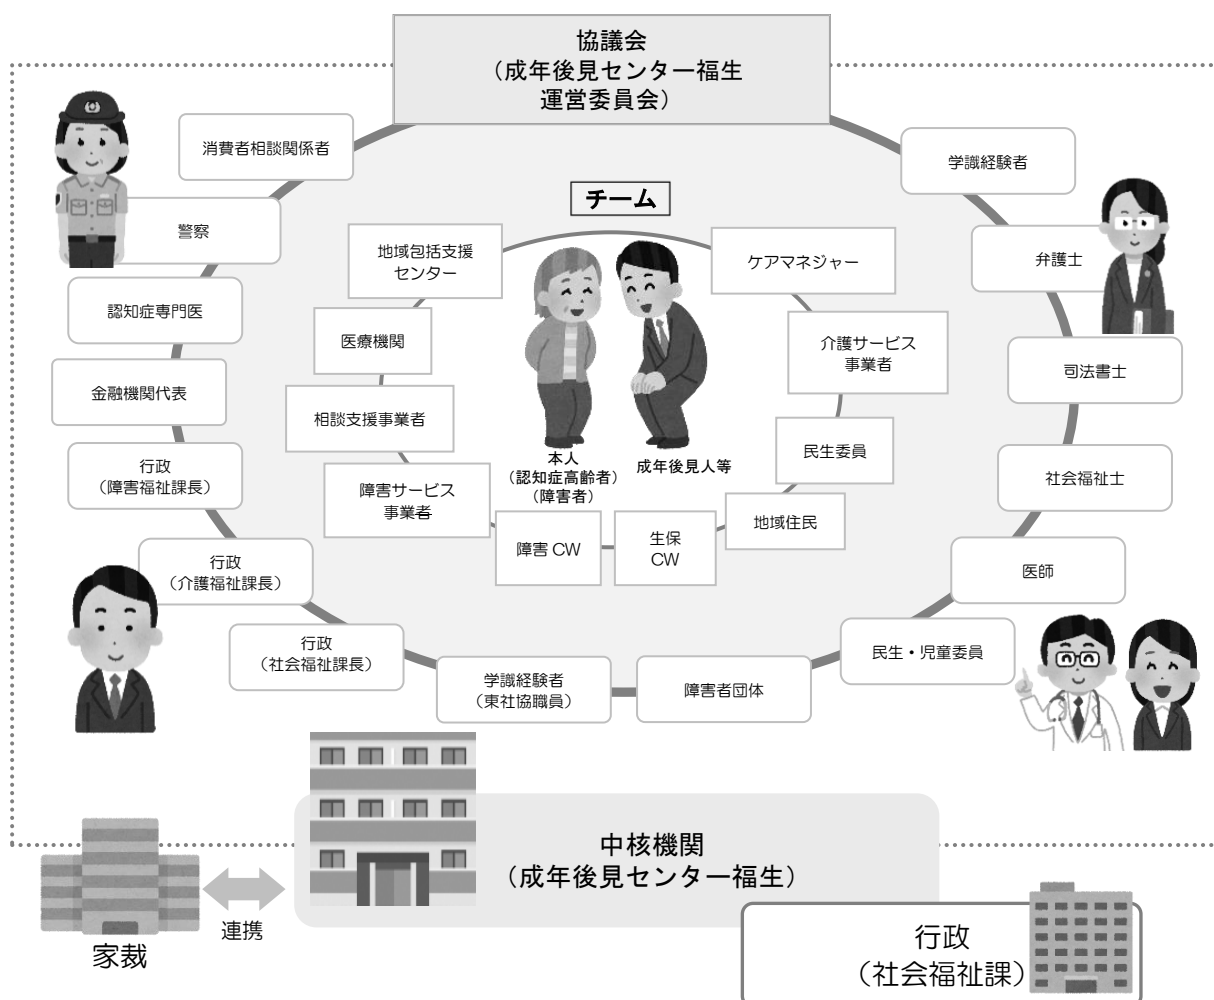 協議会
（成年後見センター福生
運営委員会）
消費者相談関係者
学識経験者
チーム
警察
弁護士
地域包括支援
センター
ケアマネジャー
認知症専門医
医療機関
介護サービス
事業者
司法書士
金融機関代表
相談支援事業者
民生委員
本人
（認知症高齢者）
（障害者）
成年後見人等
行政
（障害福祉課長）
障害サービス
事業者
社会福祉士
地域住民
障害 CW
生保
CW
行政
（介護福祉課長）
医師
行政
（社会福祉課長）
民生・児童委員
学識経験者
（東社協職員）
障害者団体
中核機関
（成年後見センター福生）
連携
家裁
行政
（社会福祉課）